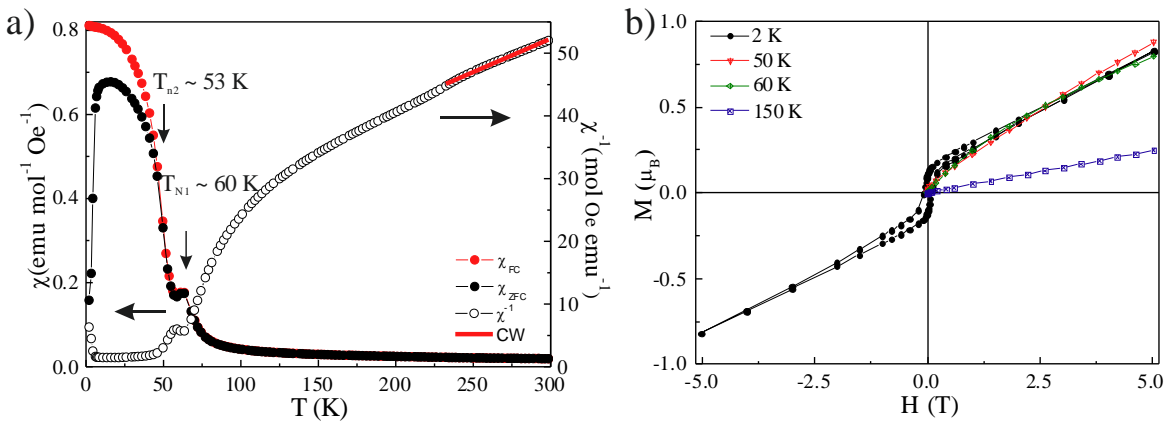 a)
χ(emu mol⁻¹ Oe⁻¹)
0.8
0.6
0.4
0.2
0.0
T_n2 ~ 53 K
T_N1 ~ 60 K
χ_FC
χ_ZFC
χ⁻¹
CW
50
40
30
20
10
0
χ⁻¹(mol Oe emu⁻¹)
0 50 100 150 200 250 300
T (K)
b)
M (μ_B)
1.0
0.5
0.0
-0.5
-1.0
2 K
50 K
60 K
150 K
-5.0 -2.5 0.0 2.5 5.0
H (T)